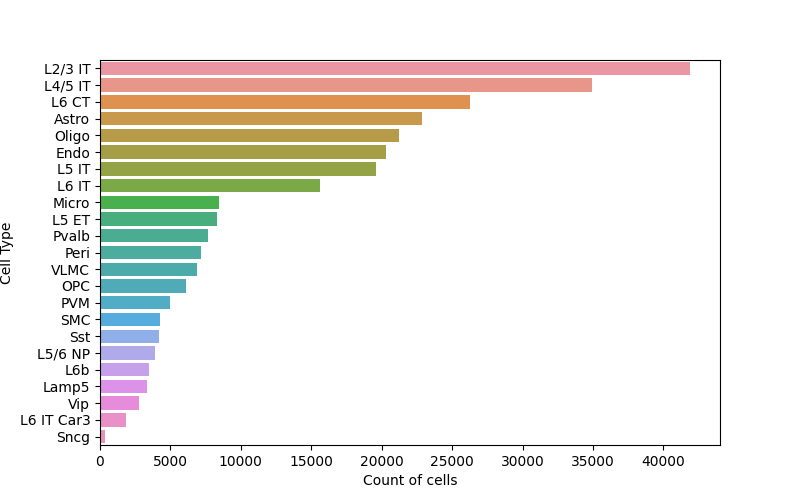 L2/3 IT
L4/5 IT
L6 CT
Astro
Oligo
Endo
L5 IT
L6 IT
Micro
L5 ET
Pvalb
Peri
VLMC
OPC
PVM
SMC
Sst
L5/6 NP
L6b
Lamp5
Vip
L6 IT Car3
Sncg
Cell Type
0 5000 10000 15000 20000 25000 30000 35000 40000
Count of cells